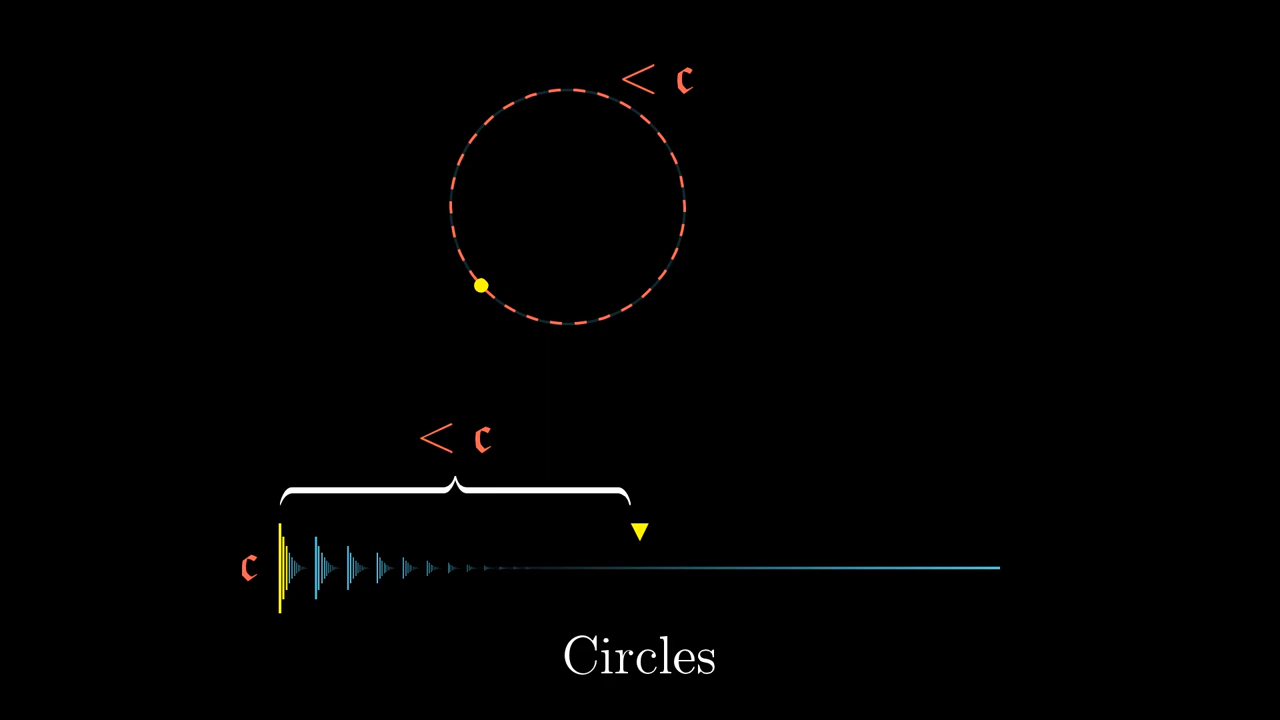 < 𝔠
< 𝔠
𝔠
Circles